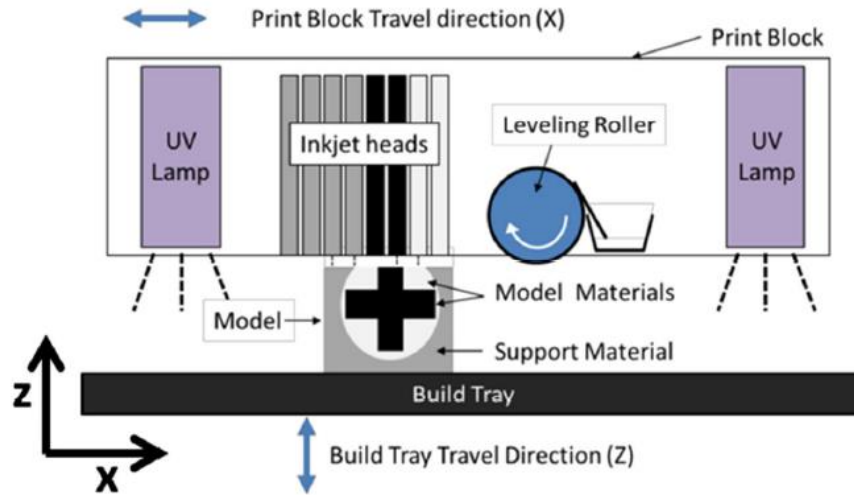 Print Block Travel direction (X)
Print Block
UV
Lamp
Inkjet heads
Leveling Roller
UV
Lamp
Model Materials
Model
Support Material
Z
Build Tray
X
Build Tray Travel Direction (Z)